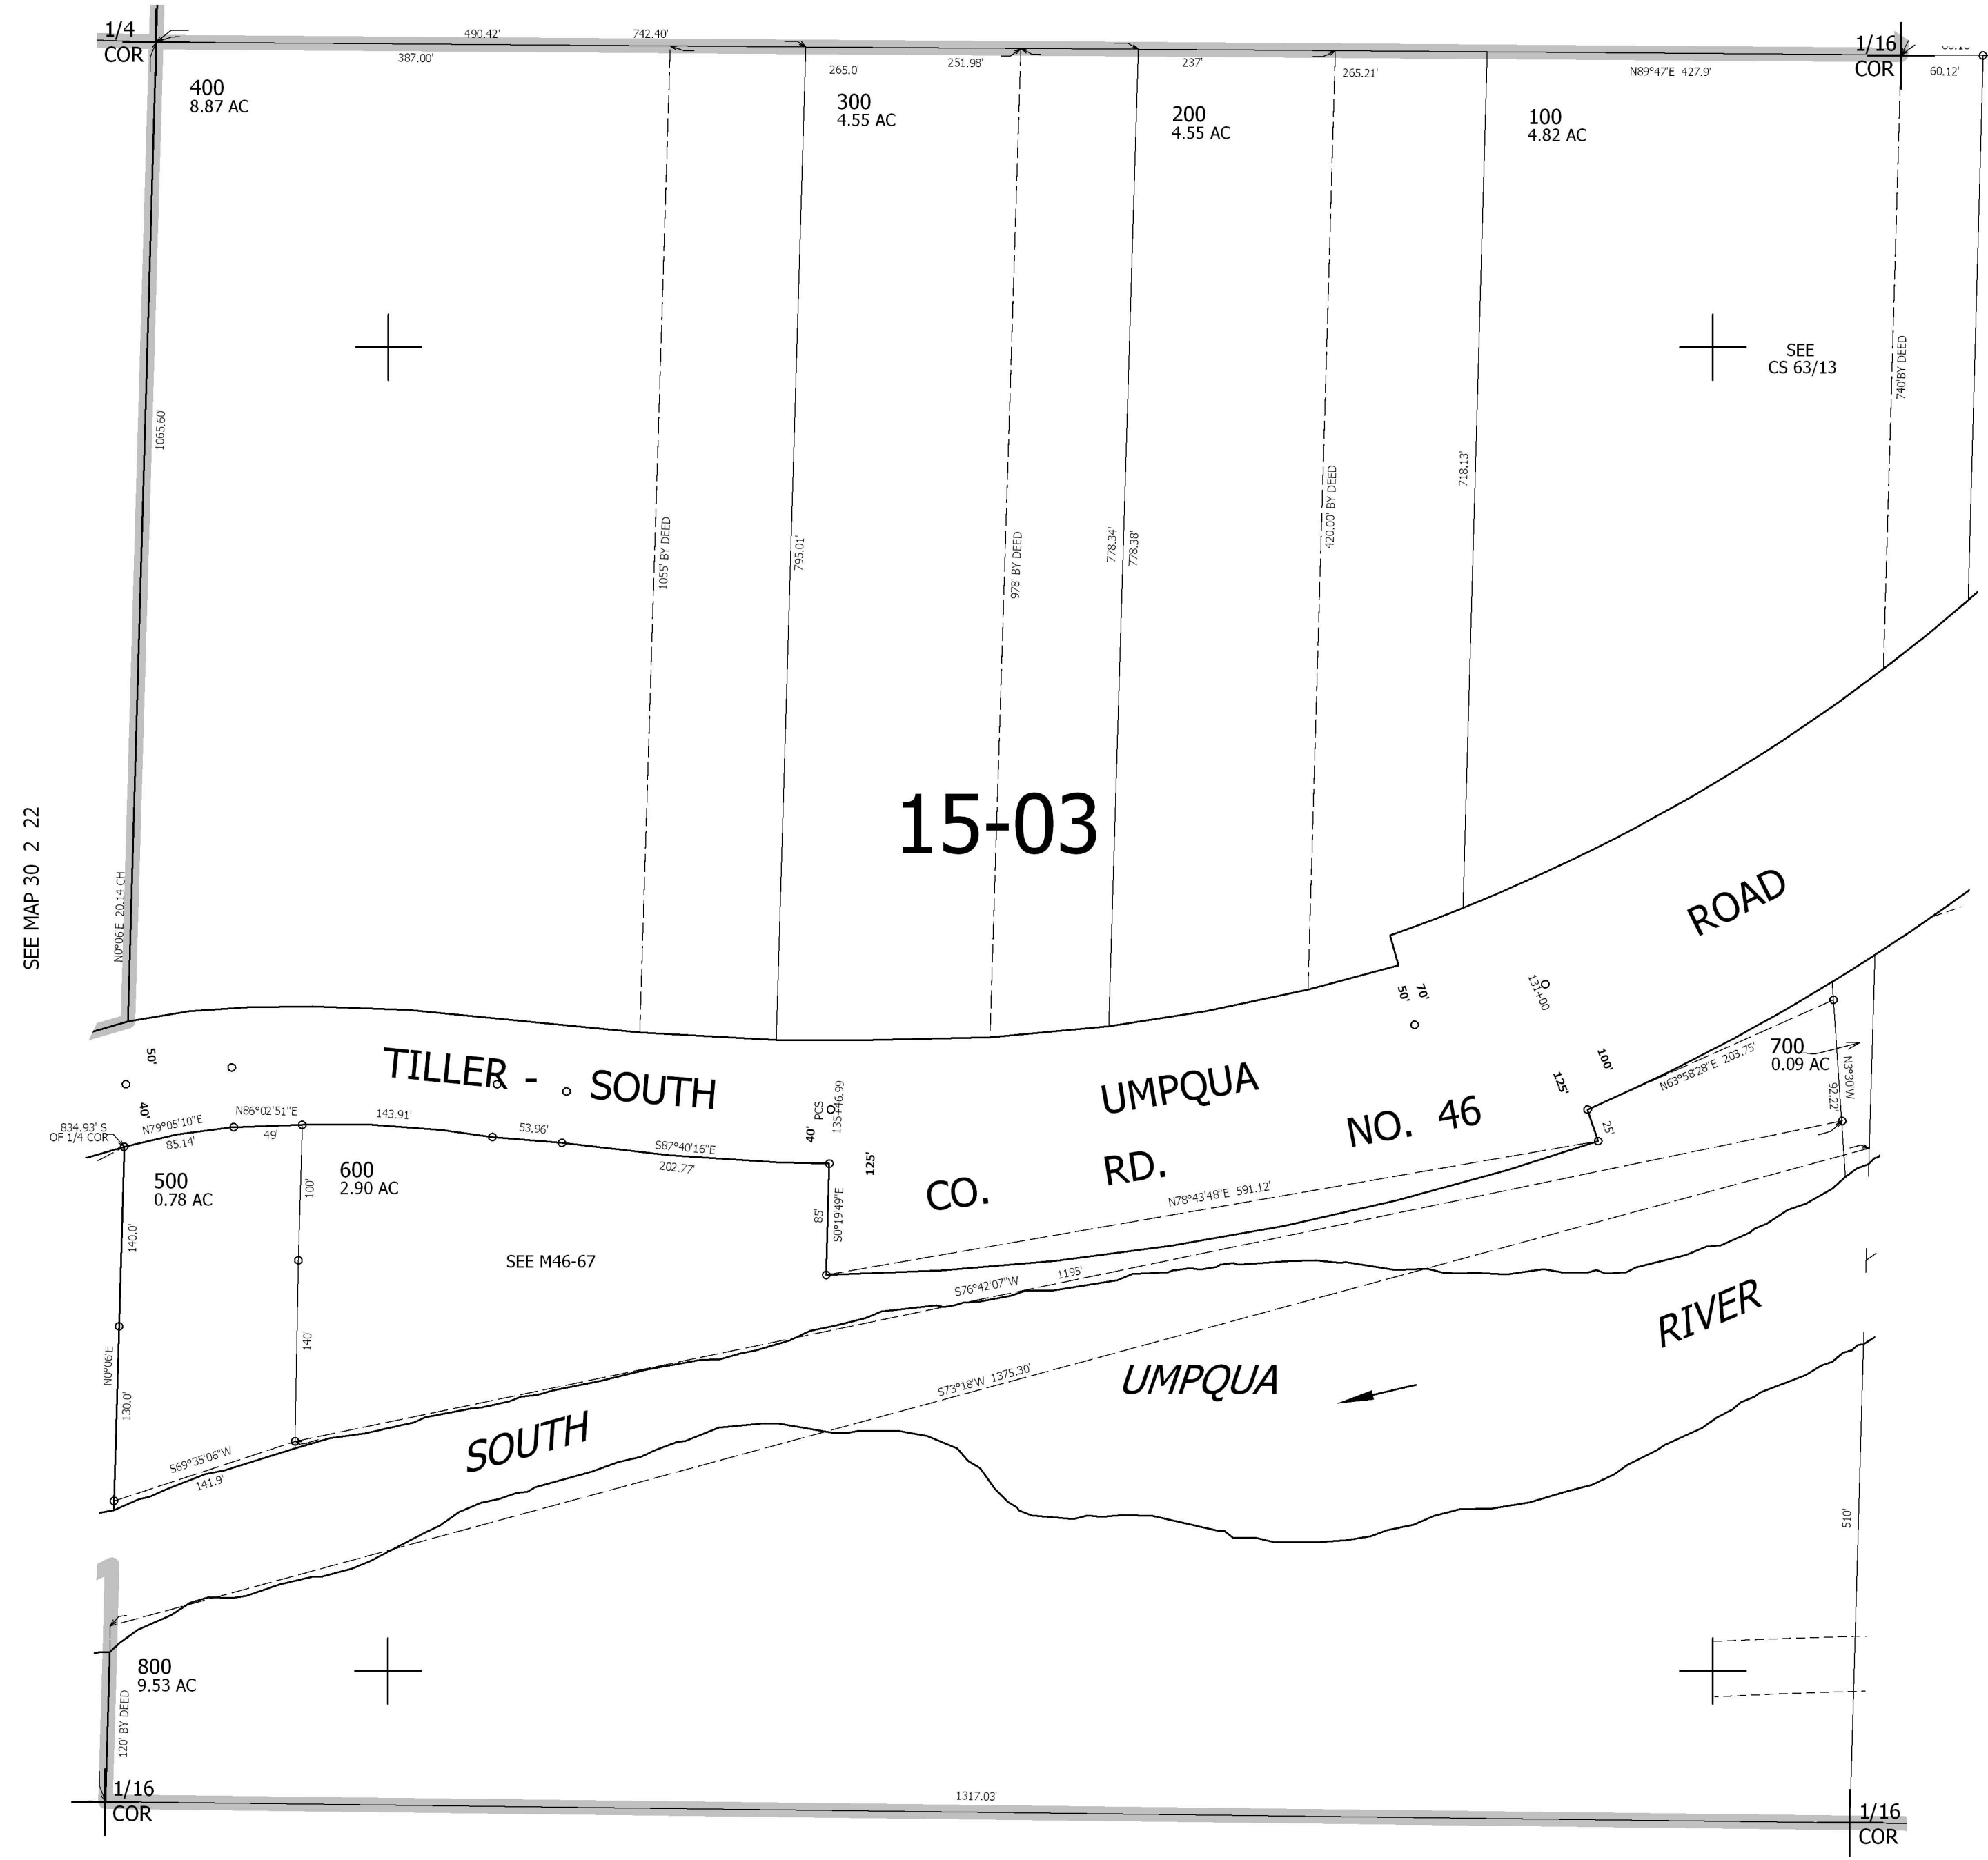 1/4
COR
490.42'
742.40'
387.00'
265.0'
251.98'
237'
265.21'
N89°47'E 427.9'
1/16
COR
60.12'
400
8.87 AC
300
4.55 AC
200
4.55 AC
100
4.82 AC
SEE
CS 63/13
740'BY DEED
1065.60'
1055' BY DEED
795.01'
978' BY DEED
778.34'
778.38'
420.00' BY DEED
718.13'
15-03
SEE MAP 30 2 22
N0°06'E 20.14 CH
ROAD
50'
70'
131+00
50'
40'
TILLER - SOUTH
UMPQUA
CO. RD. NO. 46
PCS
135+46.99
40'
125'
100'
125'
25'
N63°58'28"E 203.75'
700
0.09 AC
N3°30'W
92.22'
834.93' S
OF 1/4 COR
N79°05'10"E
85.14'
N86°02'51"E
49'
143.91'
53.96'
S87°40'16"E
202.77'
500
0.78 AC
600
2.90 AC
100'
140.0'
140'
SEE M46-67
85'
S0°19'49"E
N78°43'48"E 591.12'
S76°42'07"W 1195'
N0°06'E
130.0'
S69°35'06"W
141.9'
S73°18'W 1375.30'
SOUTH
UMPQUA
RIVER
510'
800
9.53 AC
120' BY DEED
1/16
COR
1317.03'
1/16
COR